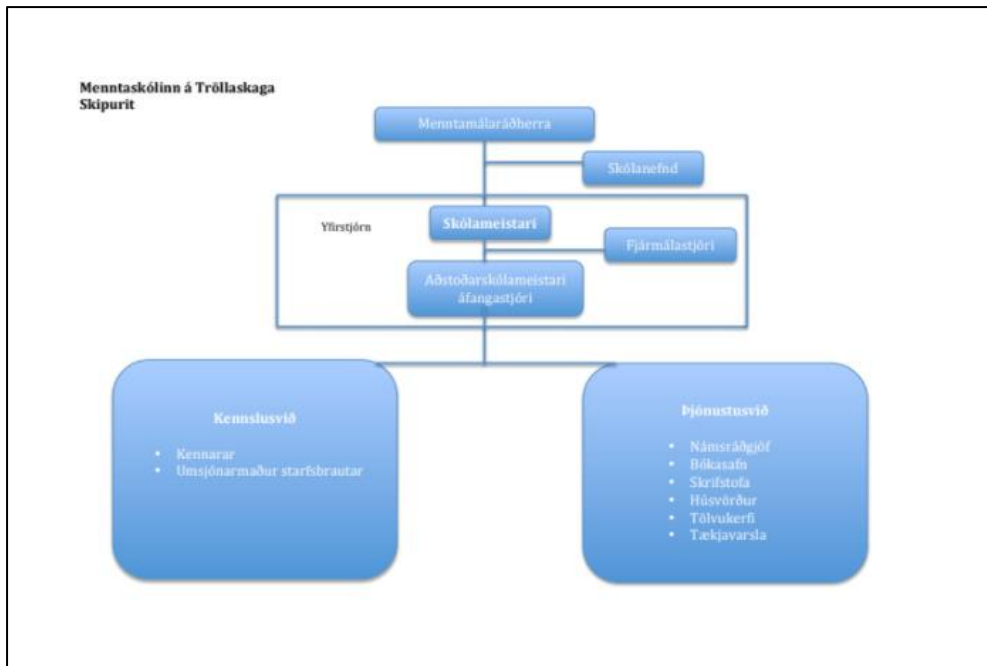 Menntaskólinn á Tröllaskaga
Skipurit
Menntamálaráðherra
Skólanefnd
Yfirstjórn
Skólameistari
Fjármálastjóri
Aðstoðarskólameistari
áfangastjóri
Kennslusvið
• Kennarar
• Umsjónarmaður starfsbrautar
Þjónustusvið
• Námsráðgjöf
• Bókasafn
• Skrifstofa
• Húsvörður
• Tölvukerfi
• Tækjavarsla